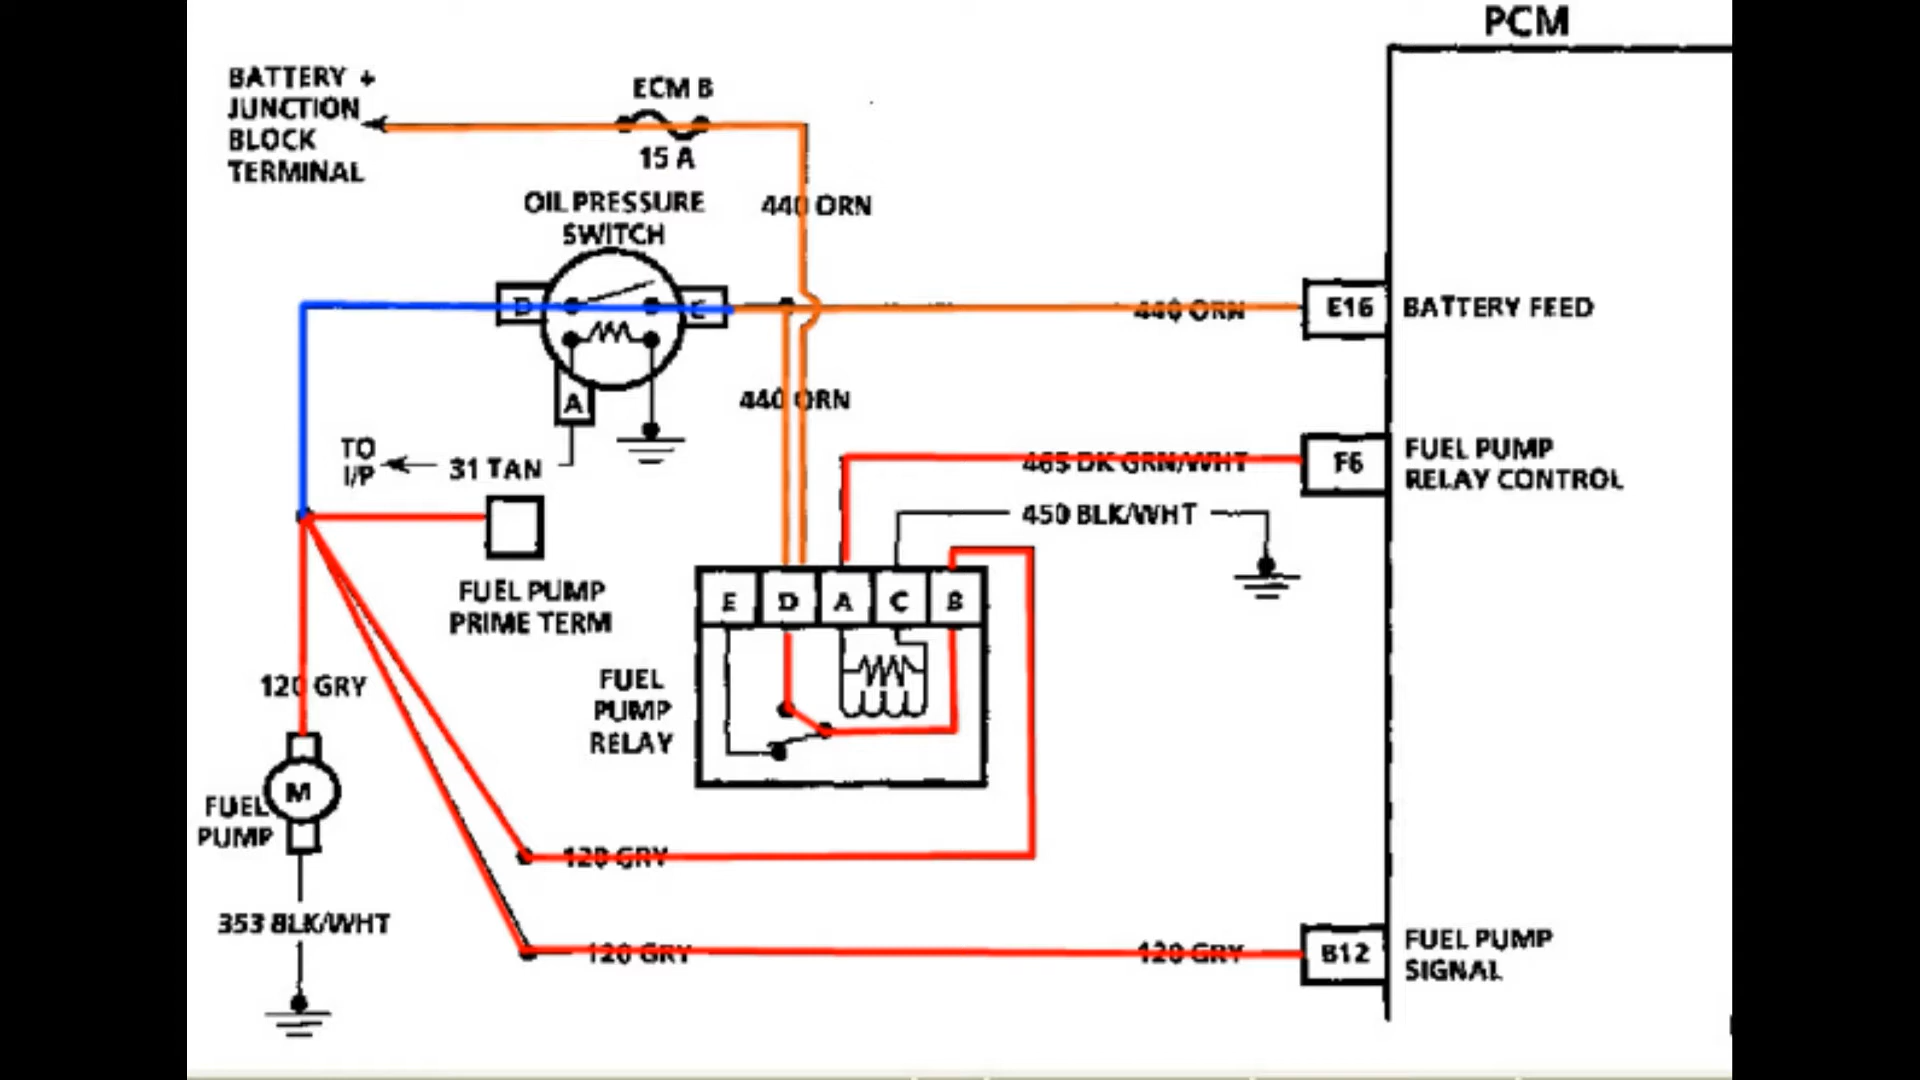 PCM
BATTERY +
JUNCTION
BLOCK
TERMINAL
ECM B
15 A
OIL PRESSURE
SWITCH
440 ORN
D
E16
BATTERY FEED
440 ORN
A
440 ORN
TO
I/P
31 TAN
465 DK GRN/WHT
F6
FUEL PUMP
RELAY CONTROL
450 BLK/WHT
FUEL PUMP
PRIME TERM
E D A C B
120 GRY
FUEL
PUMP
RELAY
M
FUEL
PUMP
120 GRY
353 BLK/WHT
120 GRY
120 GRY
B12
FUEL PUMP
SIGNAL